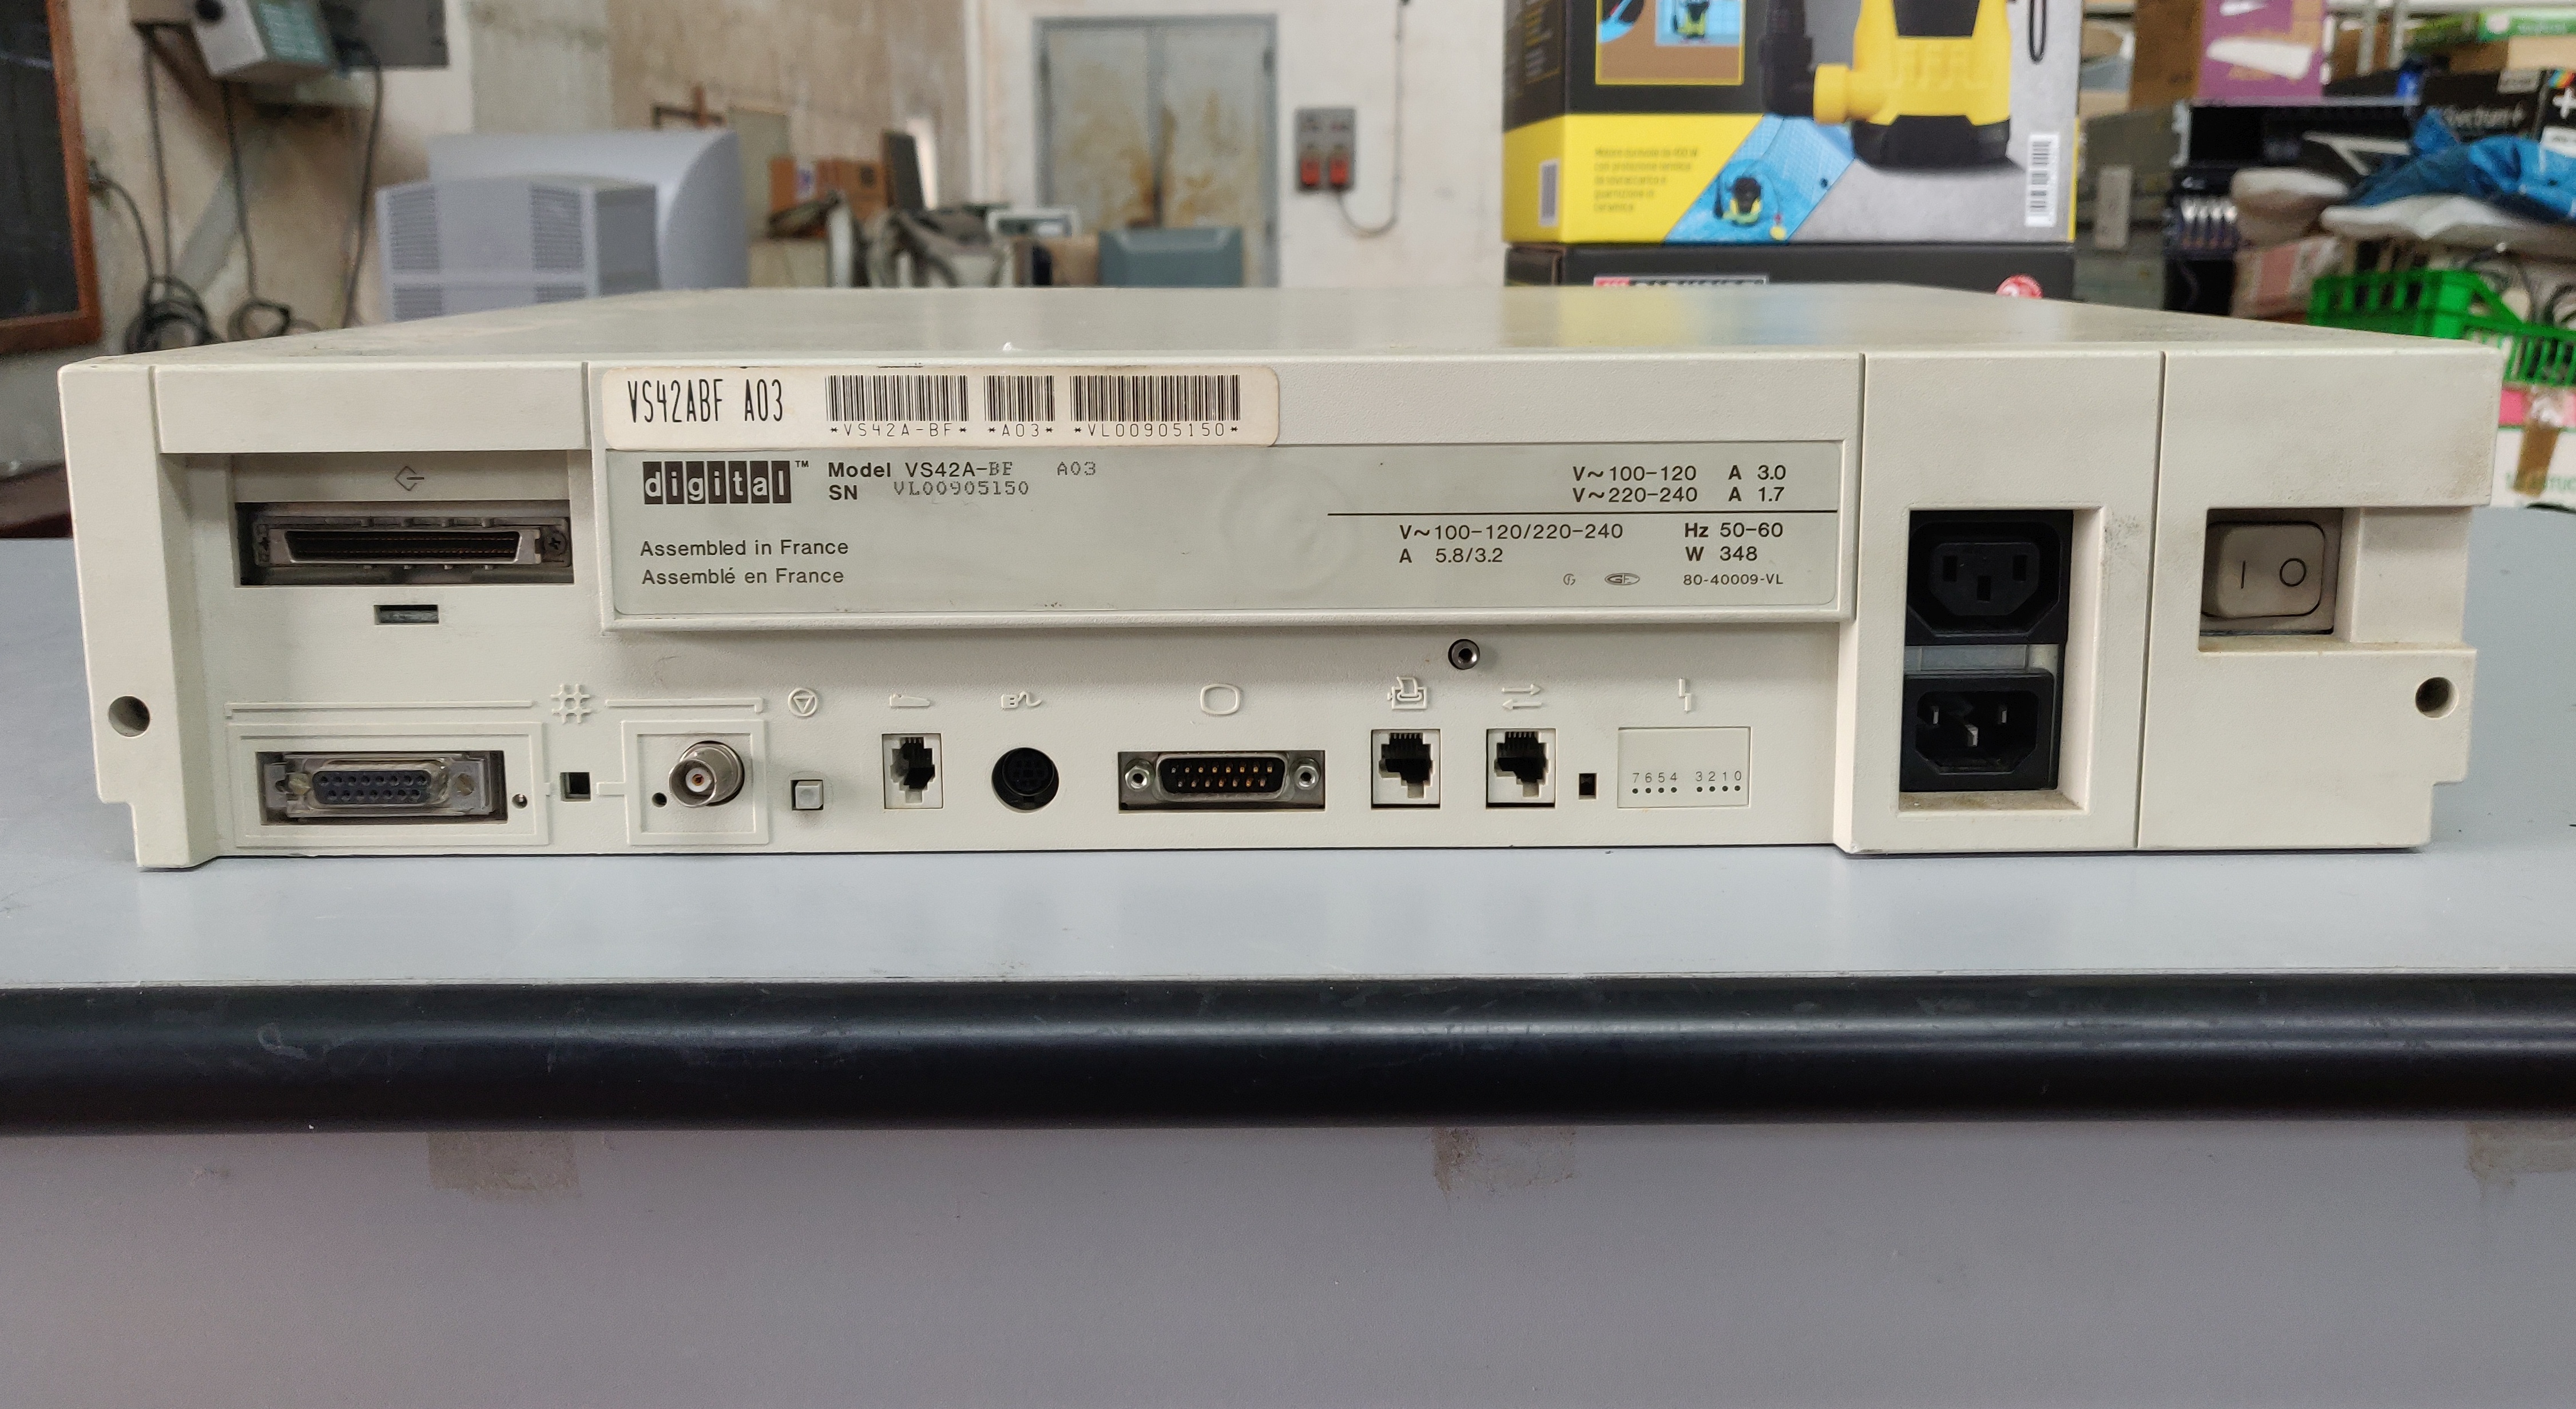 VS42ABF A03
*VS42A-BF* *A03* *VL00905150*
digital™
Model VS42A-BF A03
SN VL00905150
Assembled in France
Assemblé en France
V~100-120 A 3.0
V~220-240 A 1.7
V~100-120/220-240 Hz 50-60
A 5.8/3.2 W 348
80-40009-VL
7654 3210
I O